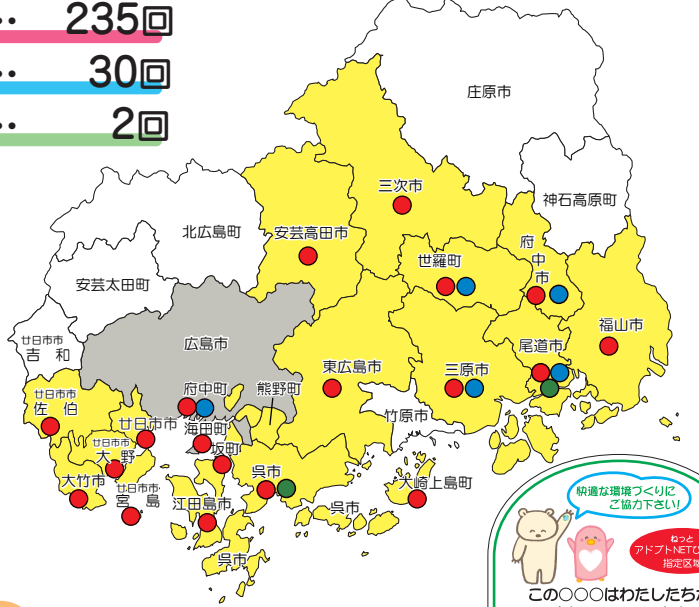 ‥ 235回
‥ 30回
‥ 2回
庄原市
三次市
神石高原町
北広島町
安芸高田市
府中市
世羅町
安芸太田町
福山市
広島市
廿日市市
吉和
尾道市
東広島市
三原市
府中町
熊野町
廿日市市
佐伯
竹原市
廿日市市
海田町
廿日市市
大野
坂町
呉市
大竹市
大崎上島町
廿日市市
宮島
江田島市
呉市
呉市
快適な環境づくりに
ご協力下さい!
ねっと
アドプトNET
指定区域
この○○○はわたしたち